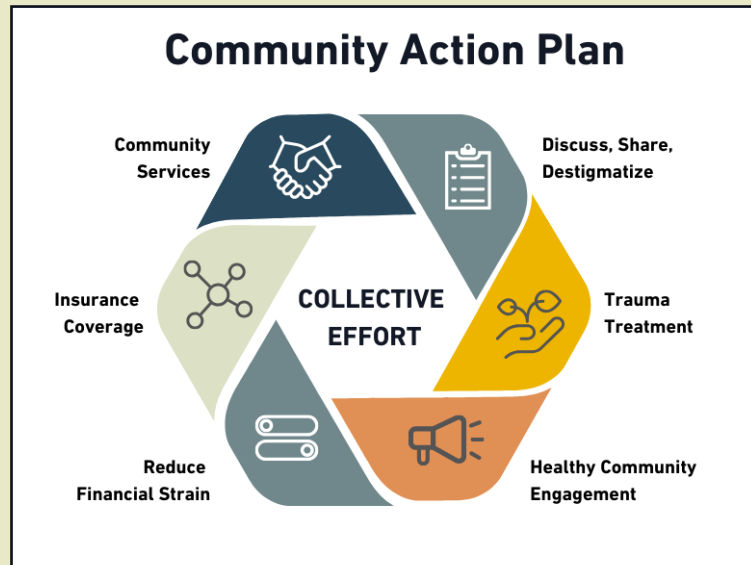 Community Action Plan
Community
Services
Discuss, Share,
Destigmatize
Insurance
Coverage
COLLECTIVE
EFFORT
Trauma
Treatment
Reduce
Financial Strain
Healthy Community
Engagement